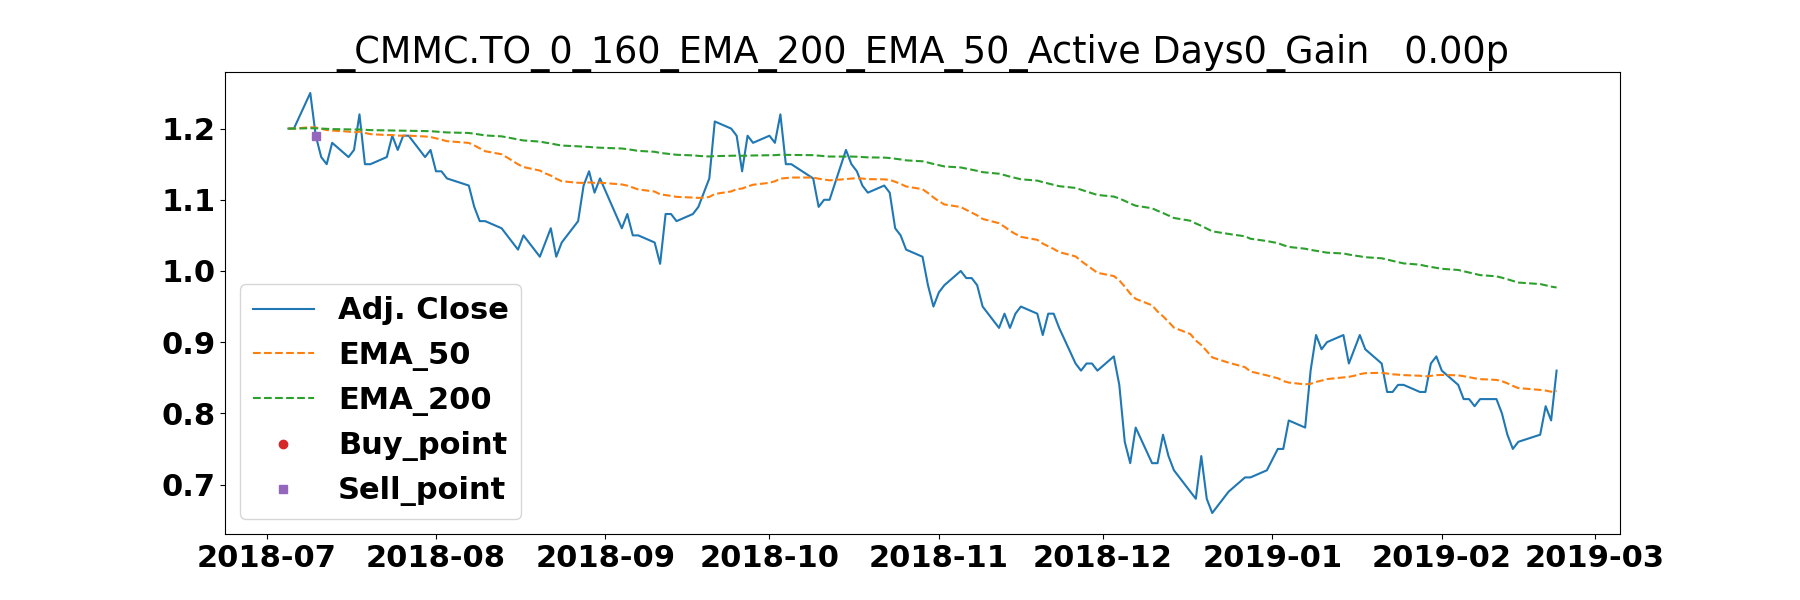 _CMMC.TO_0_160_EMA_200_EMA_50_Active Days0_Gain   0.00p
1.2
1.1
1.0
0.9
0.8
0.7
Adj. Close
EMA_50
EMA_200
Buy_point
Sell_point
2018-07 2018-08 2018-09 2018-10 2018-11 2018-12 2019-01 2019-02 2019-03